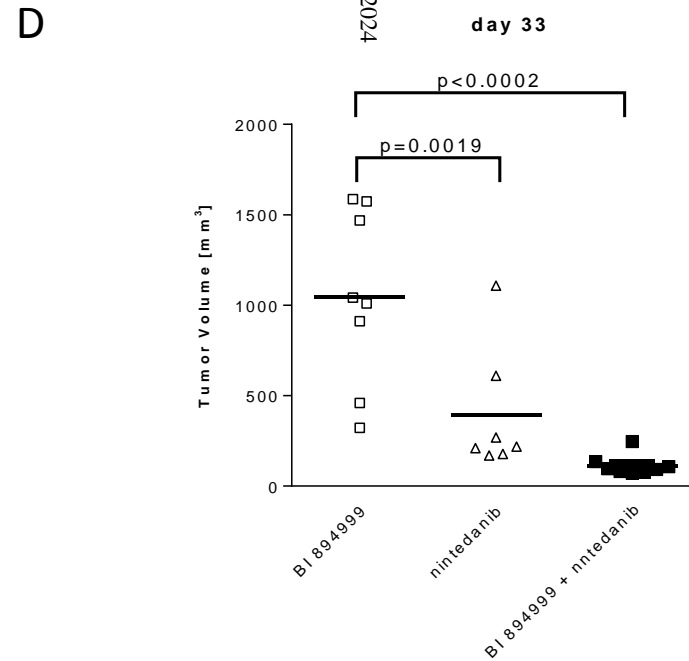 D
2024
day 33
p<0.0002
p=0.0019
2000
1500
1000
500
0
Tumor Volume [mm³]
BI 894999
nintedanib
BI 894999 + nntedanib